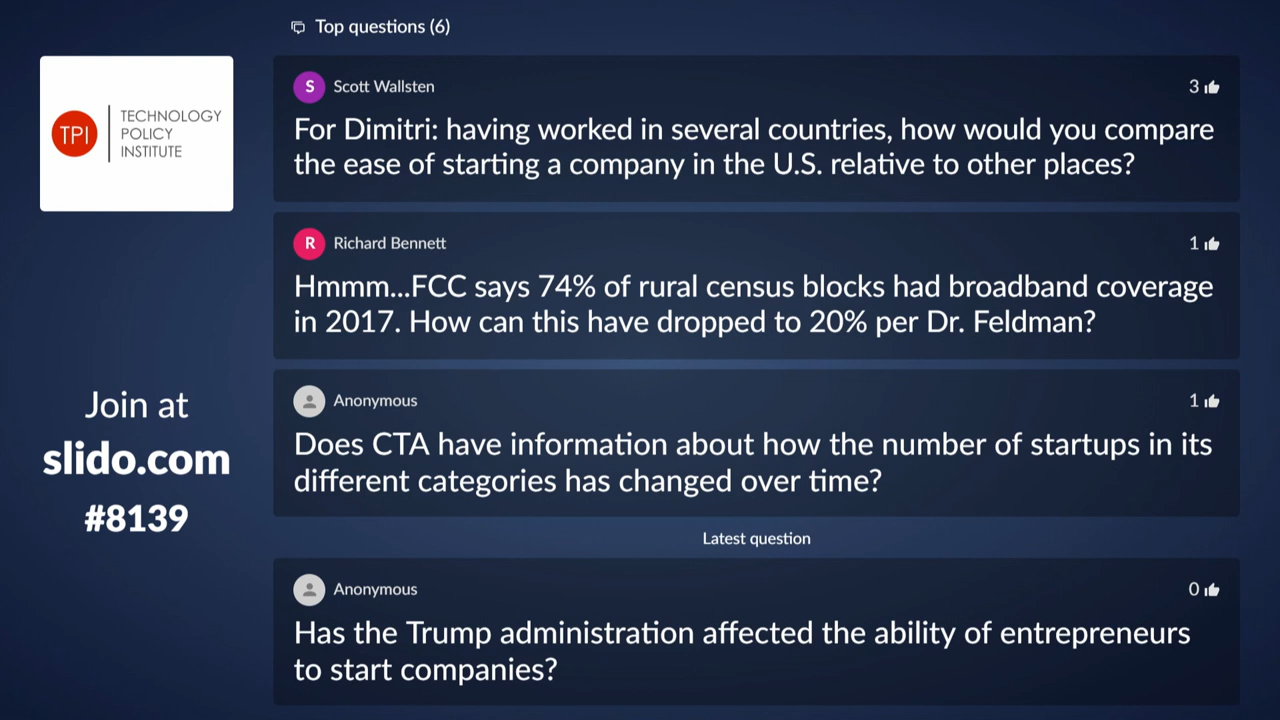 Top questions (6)
TPI
TECHNOLOGY
POLICY
INSTITUTE
Join at
slido.com
#8139
S
Scott Wallsten
3
For Dimitri: having worked in several countries, how would you compare
the ease of starting a company in the U.S. relative to other places?
R
Richard Bennett
1
Hmmm...FCC says 74% of rural census blocks had broadband coverage
in 2017. How can this have dropped to 20% per Dr. Feldman?
Anonymous
1
Does CTA have information about how the number of startups in its
different categories has changed over time?
Latest question
Anonymous
0
Has the Trump administration affected the ability of entrepreneurs
to start companies?